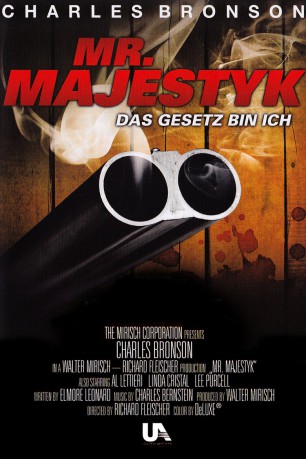 CHARLES BRONSON
MR.
MAJESTYK
DAS GESETZ BIN ICH
THE MIRISCH CORPORATION PRESENTS
CHARLES BRONSON
IN A WALTER MIRISCH – RICHARD FLEISCHER PRODUCTION „MR. MAJESTYK“
ALSO STARRING AL LETTIERI LINDA CRISTAL LEE PURCELL
WRITTEN BY ELMORE LEONARD MUSIC BY CHARLES BERNSTEIN PRODUCED BY WALTER MIRISCH
DIRECTED BY RICHARD FLEISCHER COLOR BY DeLUXE®
UA